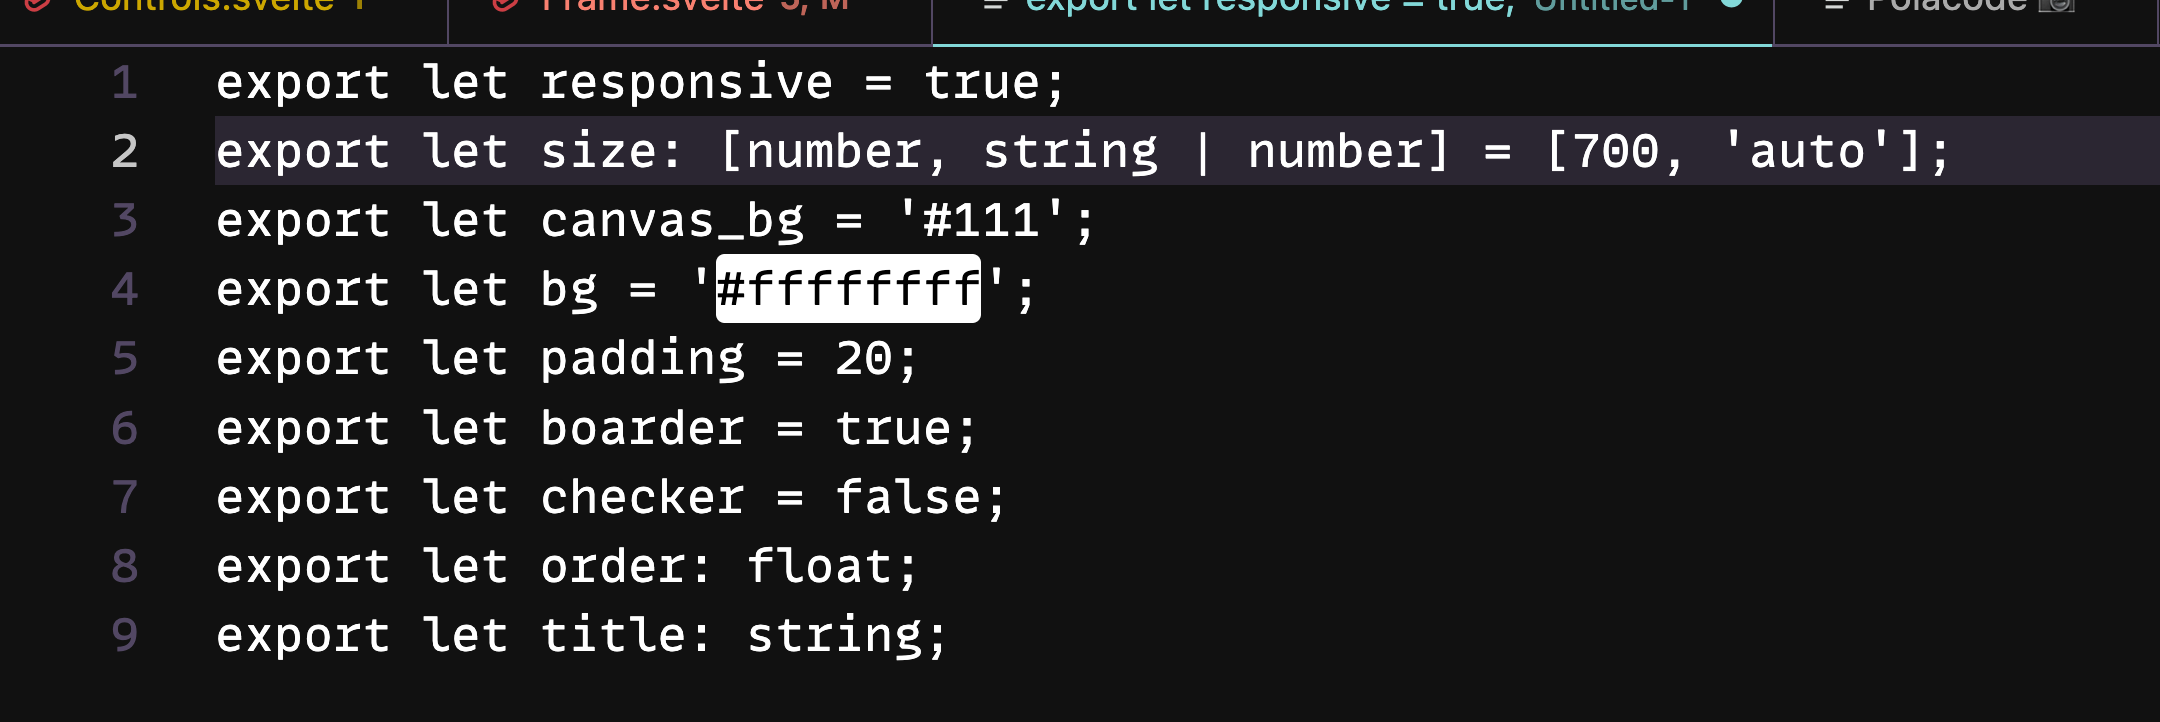 Controls.svelte 1 Frame.svelte 5, M export let responsive = true; Untitled-1 Polacode
1 export let responsive = true;
2 export let size: [number, string | number] = [700, 'auto'];
3 export let canvas_bg = '#111';
4 export let bg = '#ffffffff';
5 export let padding = 20;
6 export let boarder = true;
7 export let checker = false;
8 export let order: float;
9 export let title: string;